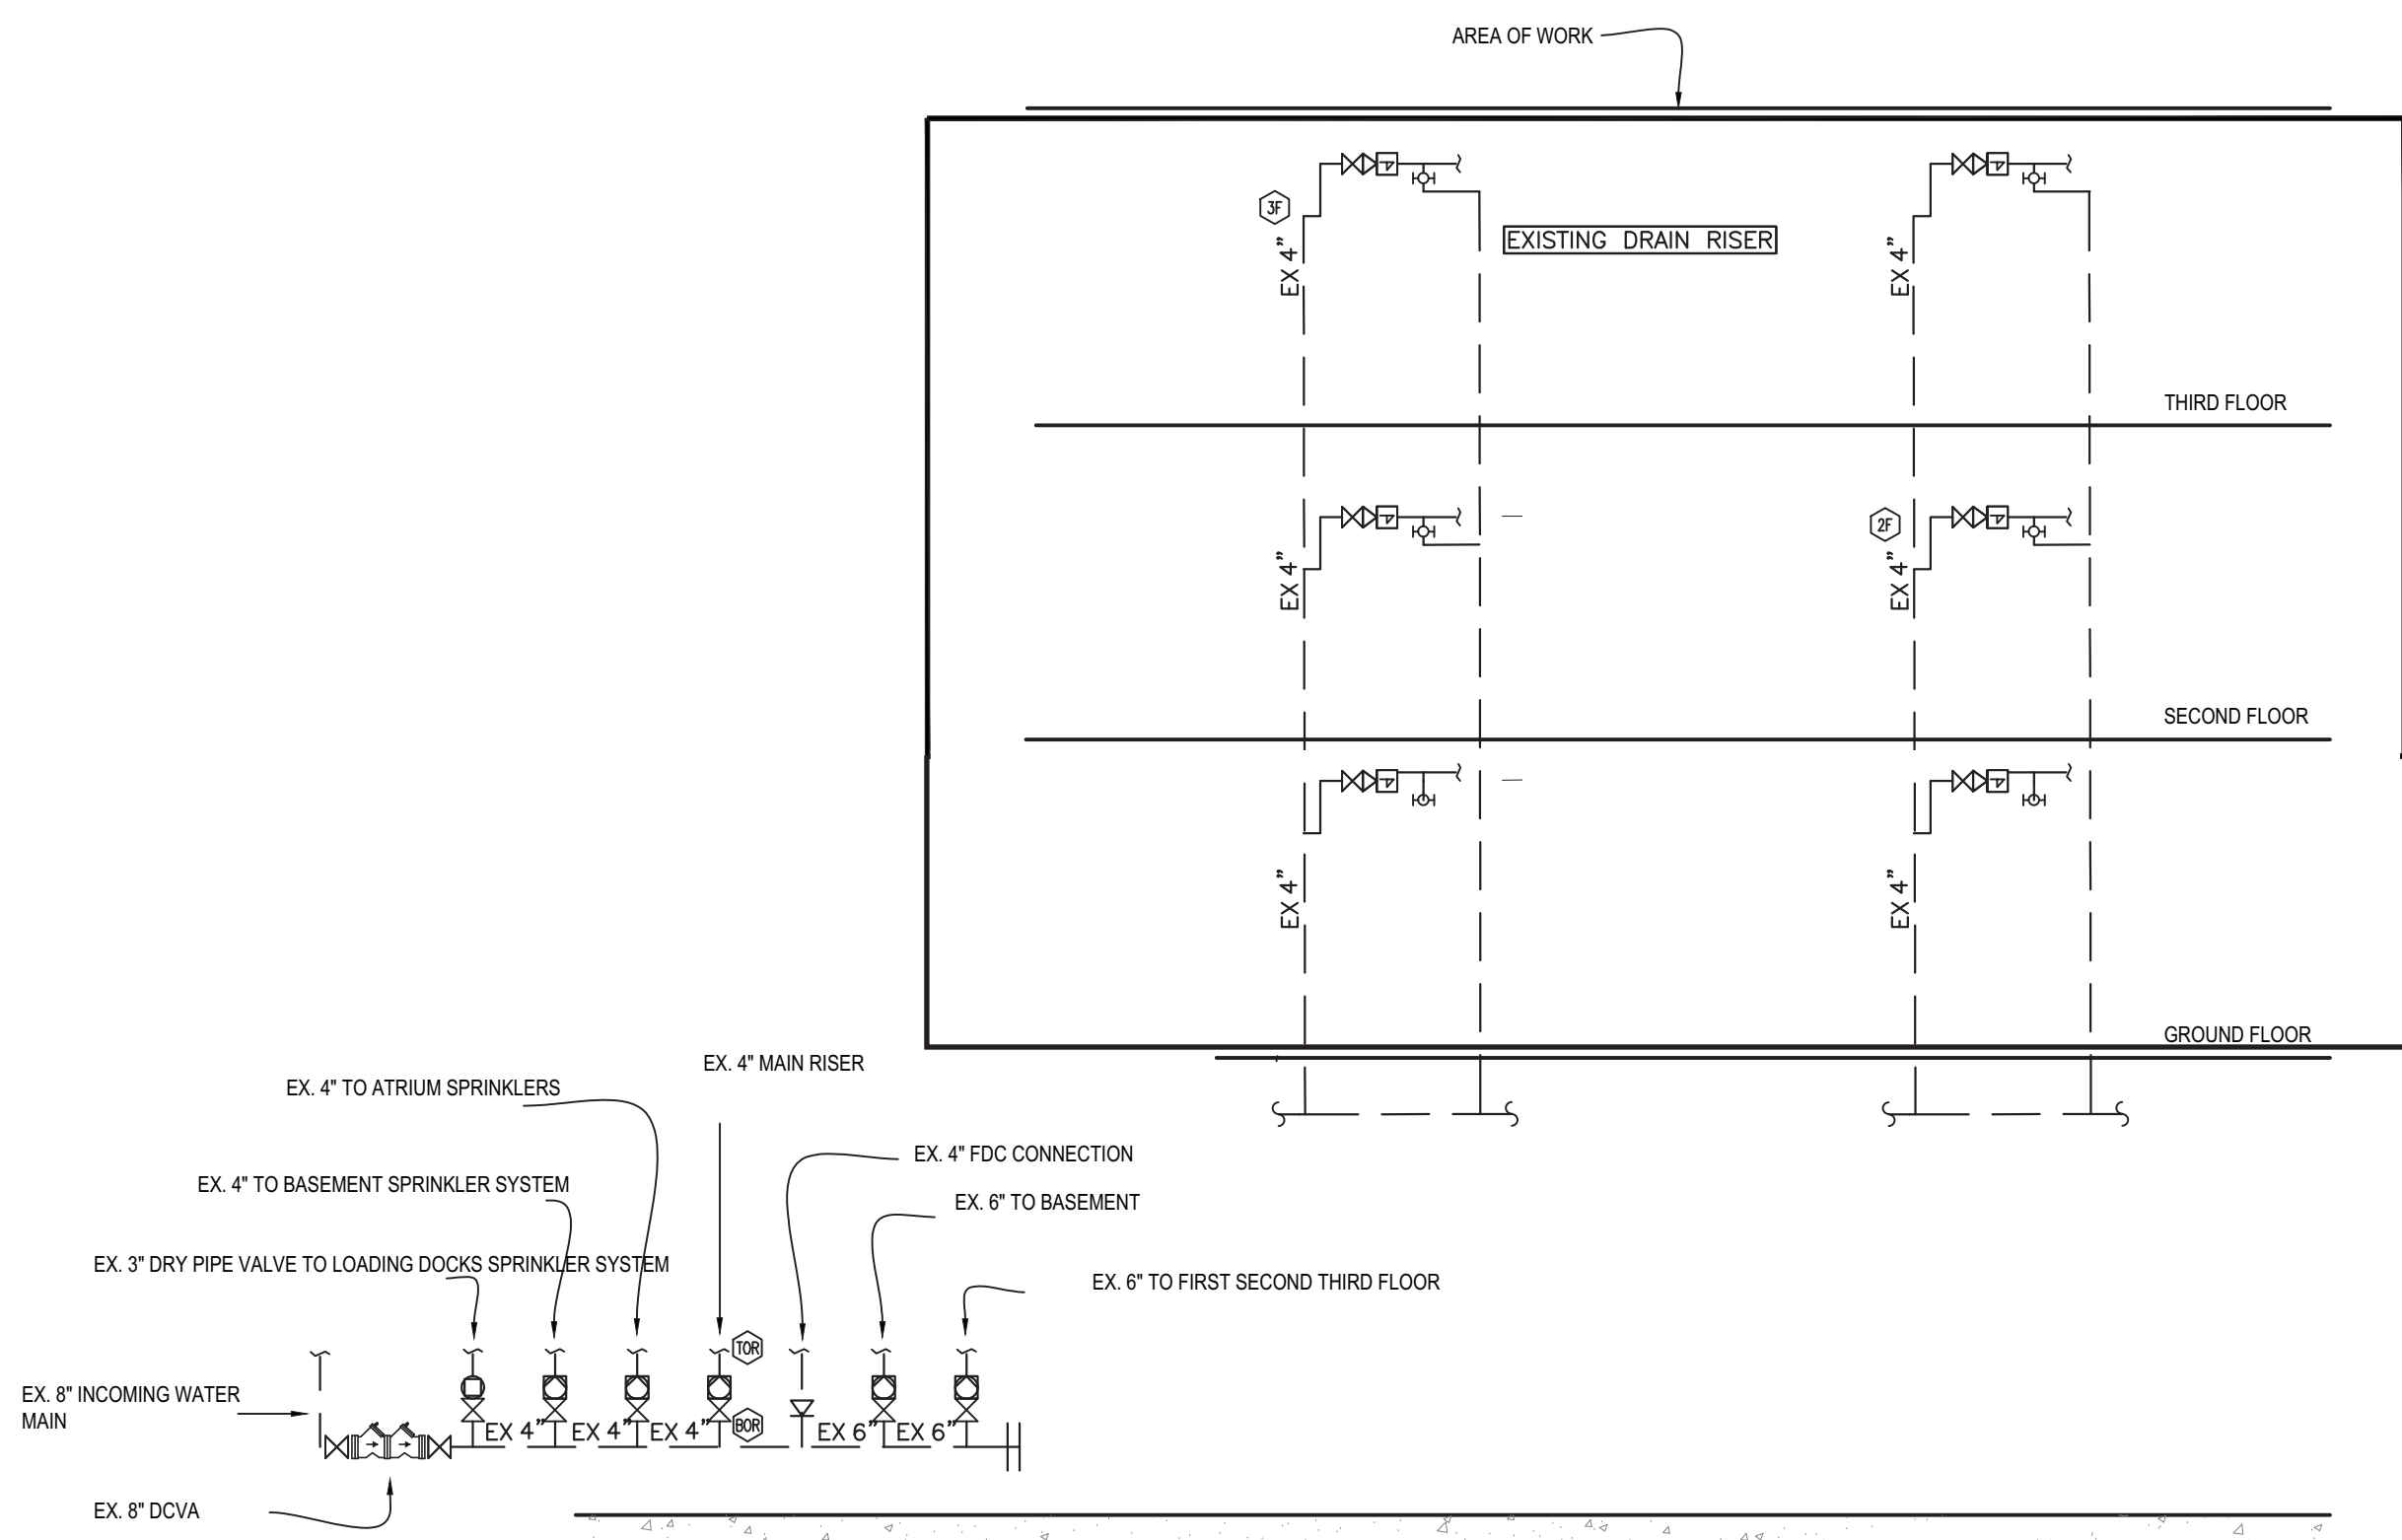 AREA OF WORK
3F
EXISTING DRAIN RISER
EX 4"
EX 4"
THIRD FLOOR
2F
EX 4"
EX 4"
SECOND FLOOR
EX 4"
EX 4"
GROUND FLOOR
EX. 4" MAIN RISER
EX. 4" TO ATRIUM SPRINKLERS
EX. 4" FDC CONNECTION
EX. 4" TO BASEMENT SPRINKLER SYSTEM
EX. 6" TO BASEMENT
EX. 3" DRY PIPE VALVE TO LOADING DOCKS SPRINKLER SYSTEM
EX. 6" TO FIRST SECOND THIRD FLOOR
TOR
EX. 8" INCOMING WATER
MAIN
BOR
EX 4"
EX 4"
EX 4"
EX 6"
EX 6"
EX. 8" DCVA